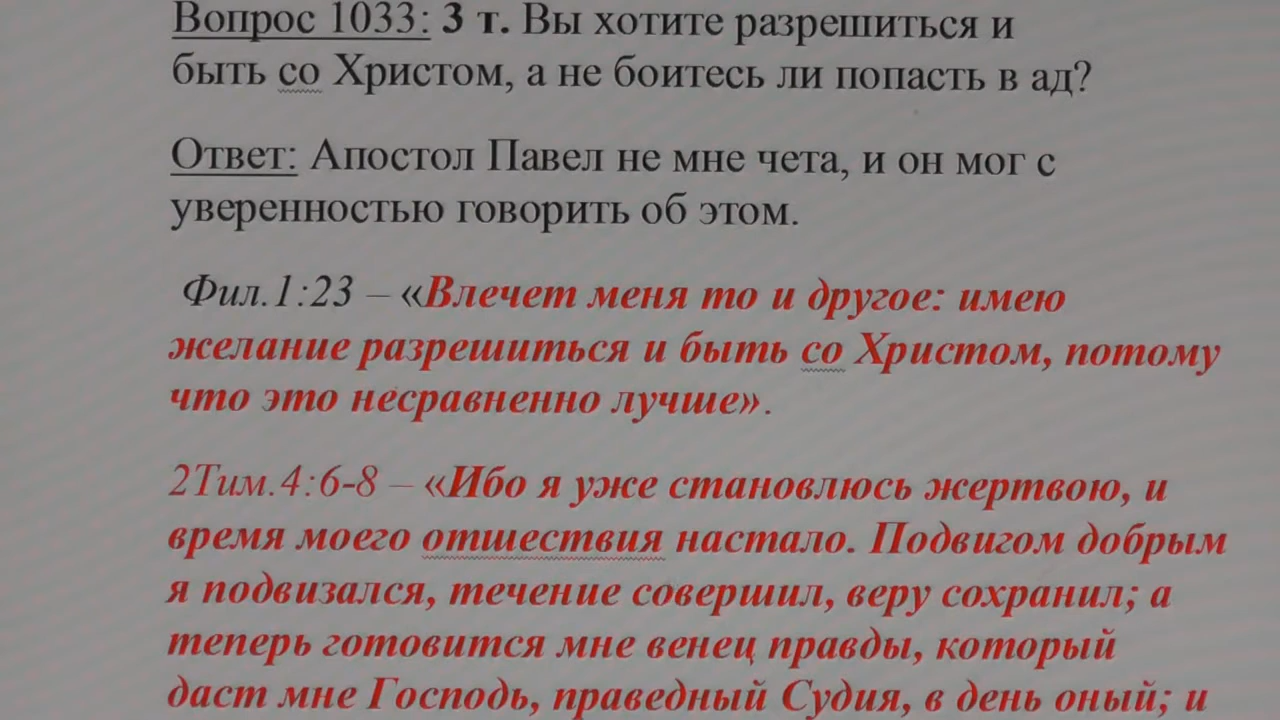 Вопрос 1033: 3 т. Вы хотите разрешиться и
быть со Христом, а не боитесь ли попасть в ад?
Ответ: Апостол Павел не мне чета, и он мог с
уверенностью говорить об этом.
Фил.1:23 – «Влечет меня то и другое: имею
желание разрешиться и быть со Христом, потому
что это несравненно лучше».
2Тим.4:6-8 – «Ибо я уже становлюсь жертвою, и
время моего отшествия настало. Подвигом добрым
я подвизался, течение совершил, веру сохранил; а
теперь готовится мне венец правды, который
даст мне Господь, праведный Судия, в день оный; и